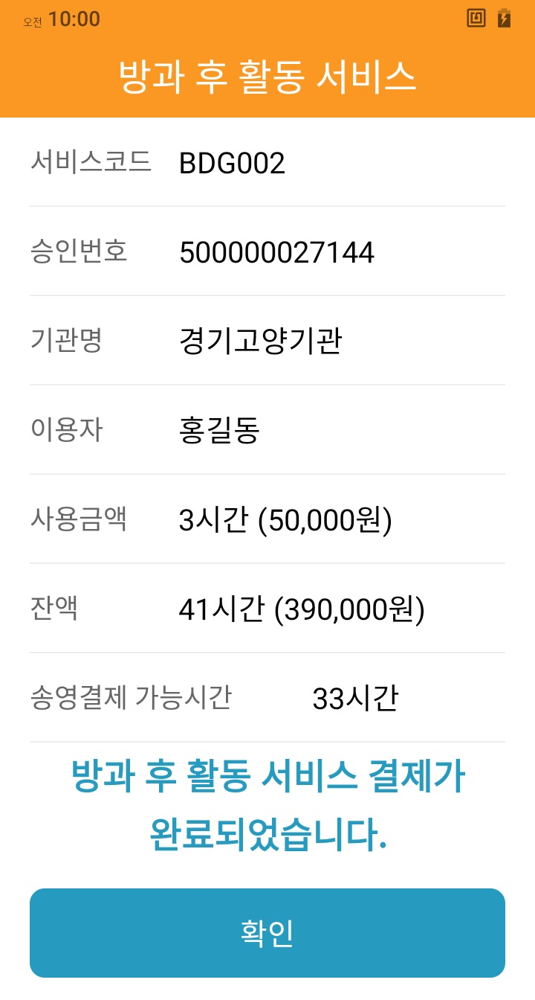 오전 10:00
방과 후 활동 서비스
서비스코드 BDG002
승인번호 500000027144
기관명 경기고양기관
이용자 홍길동
사용금액 3시간 (50,000원)
잔액 41시간 (390,000원)
송영결제 가능시간 33시간
방과 후 활동 서비스 결제가
완료되었습니다.
확인